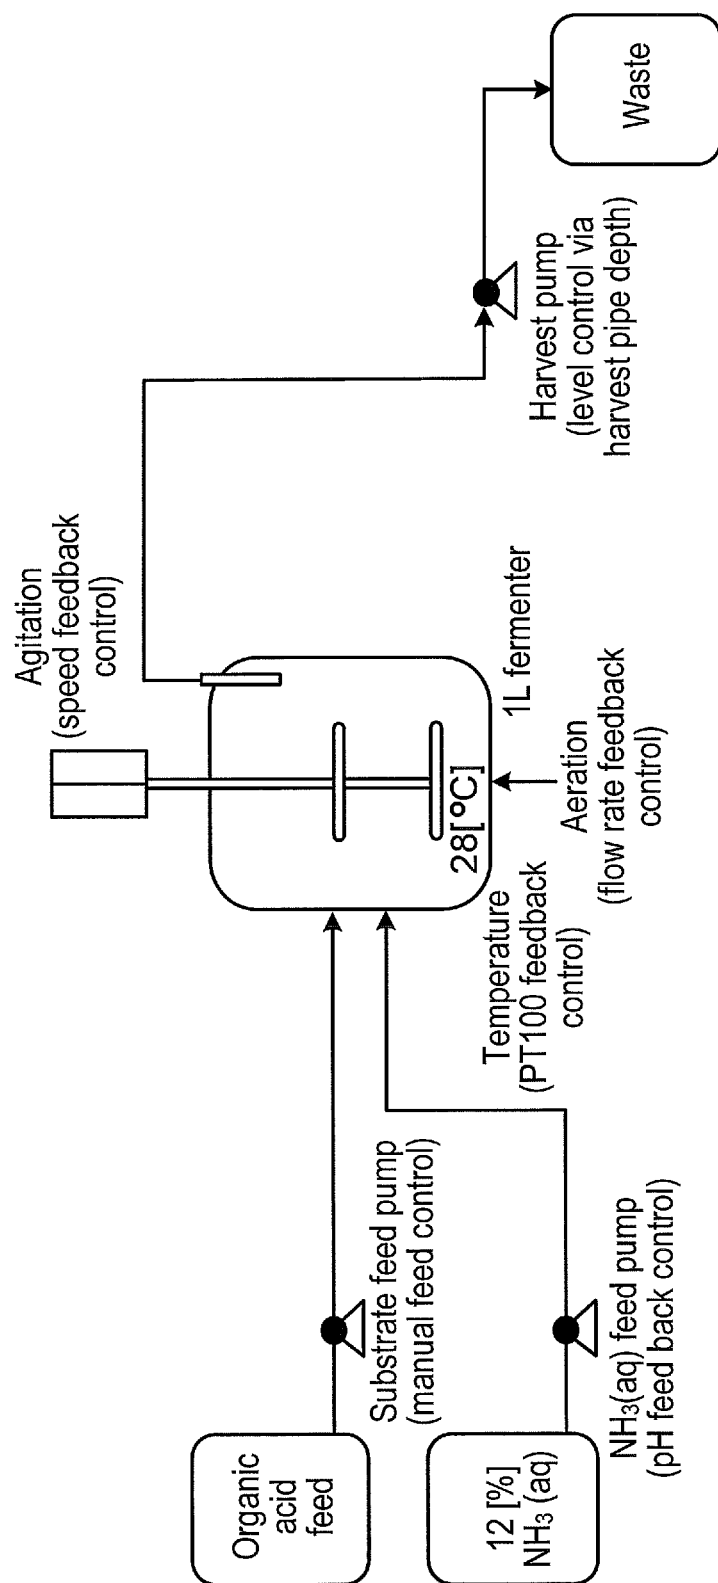 Organic
acid
feed
12 [%]
NH₃ (aq)
Substrate feed pump
(manual feed control)
NH₃(aq) feed pump
(pH feed back control)
Temperature
(PT100 feedback
control)
28[°C]
Agitation
(speed feedback
control)
1L fermenter
Aeration
(flow rate feedback
control)
Harvest pump
(level control via
harvest pipe depth)
Waste